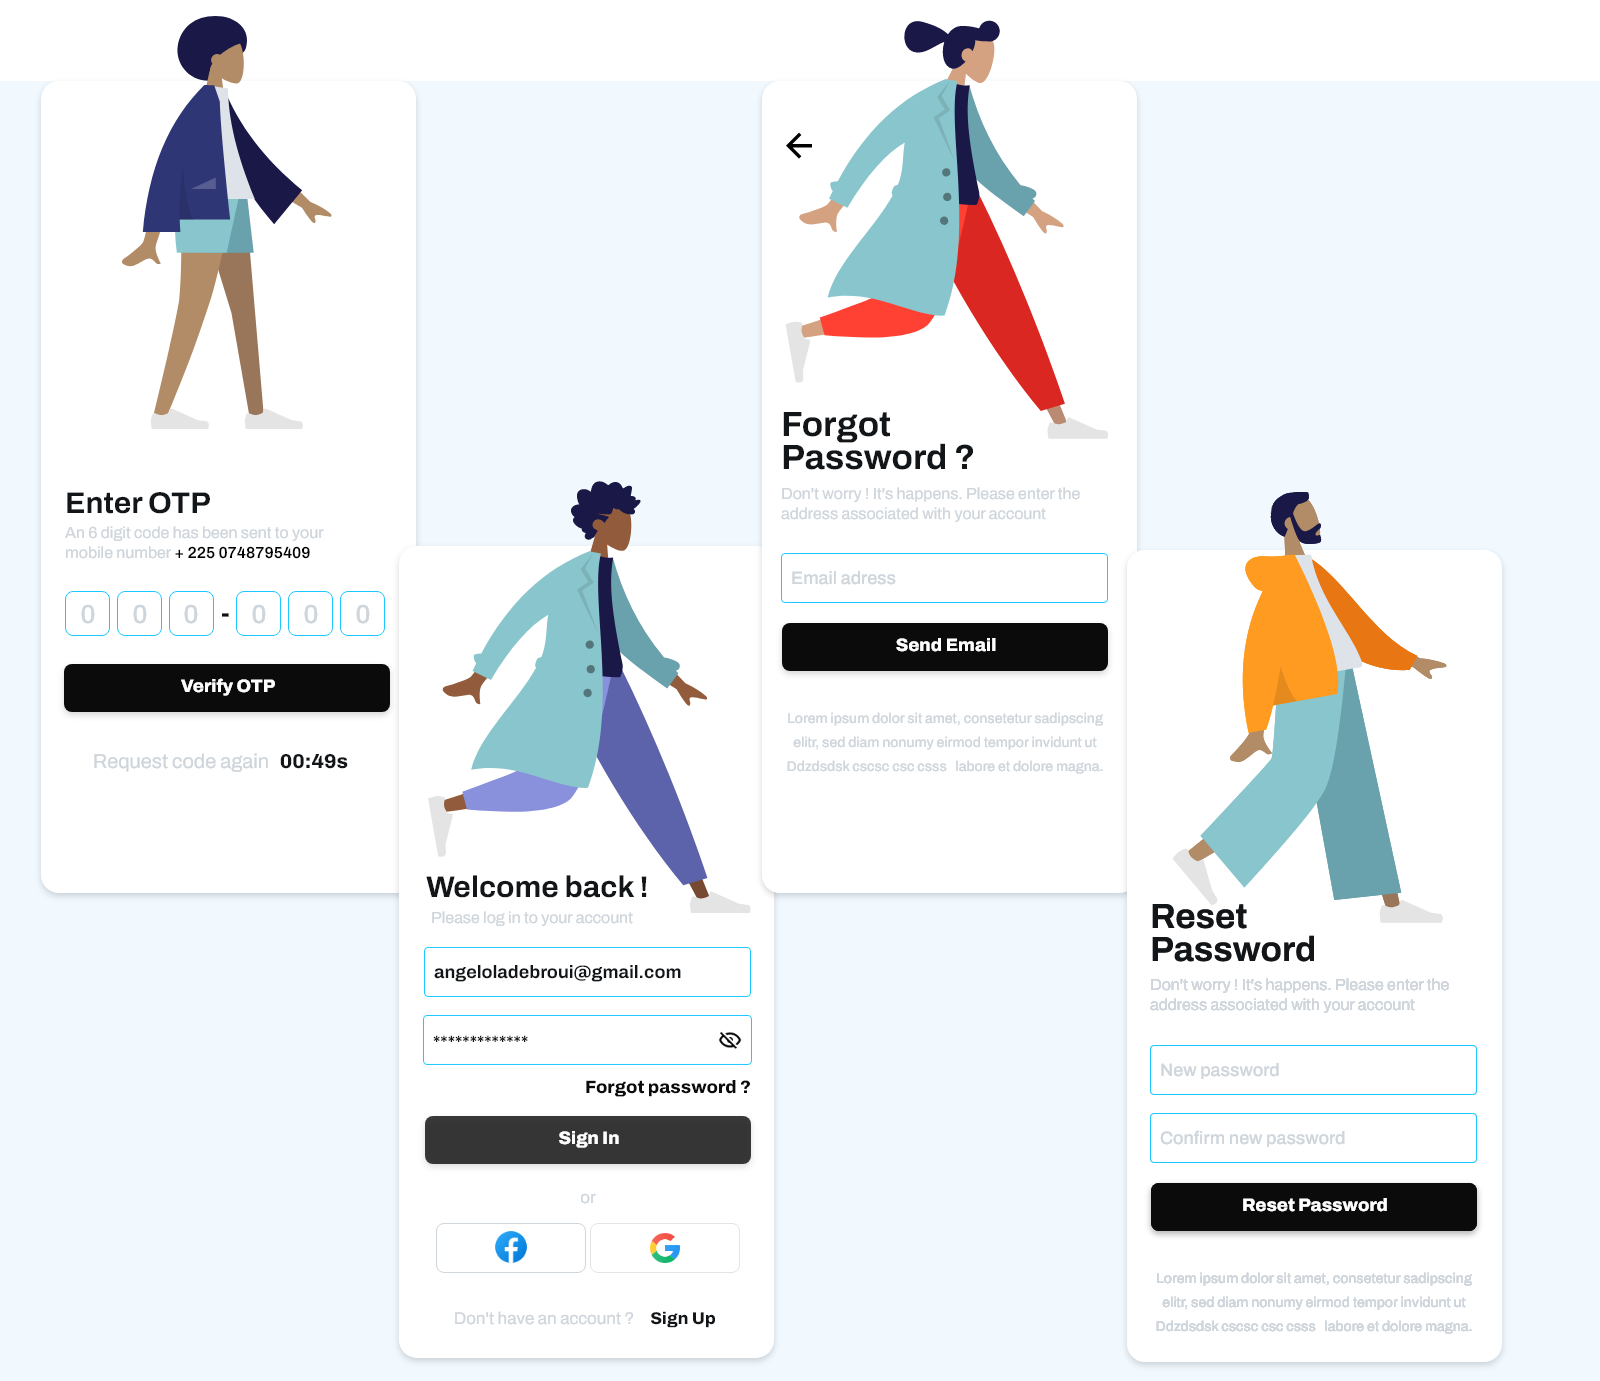 Enter OTP
An 6 digit code has been sent to your
mobile number + 225 0748795409
0 0 0 - 0 0 0
Verify OTP
Request code again 00:49s
Welcome back !
Please log in to your account
angeloladebroui@gmail.com
*************
Forgot password ?
Sign In
or
Don't have an account ? Sign Up
Forgot
Password ?
Don't worry ! It's happens. Please enter the
address associated with your account
Email adress
Send Email
Lorem ipsum dolor sit amet, consetetur sadipscing
elitr, sed diam nonumy eirmod tempor invidunt ut
Ddzdsdsk cscsc csc csss labore et dolore magna.
Reset
Password
Don't worry ! It's happens. Please enter the
address associated with your account
New password
Confirm new password
Reset Password
Lorem ipsum dolor sit amet, consetetur sadipscing
elitr, sed diam nonumy eirmod tempor invidunt ut
Ddzdsdsk cscsc csc csss labore et dolore magna.